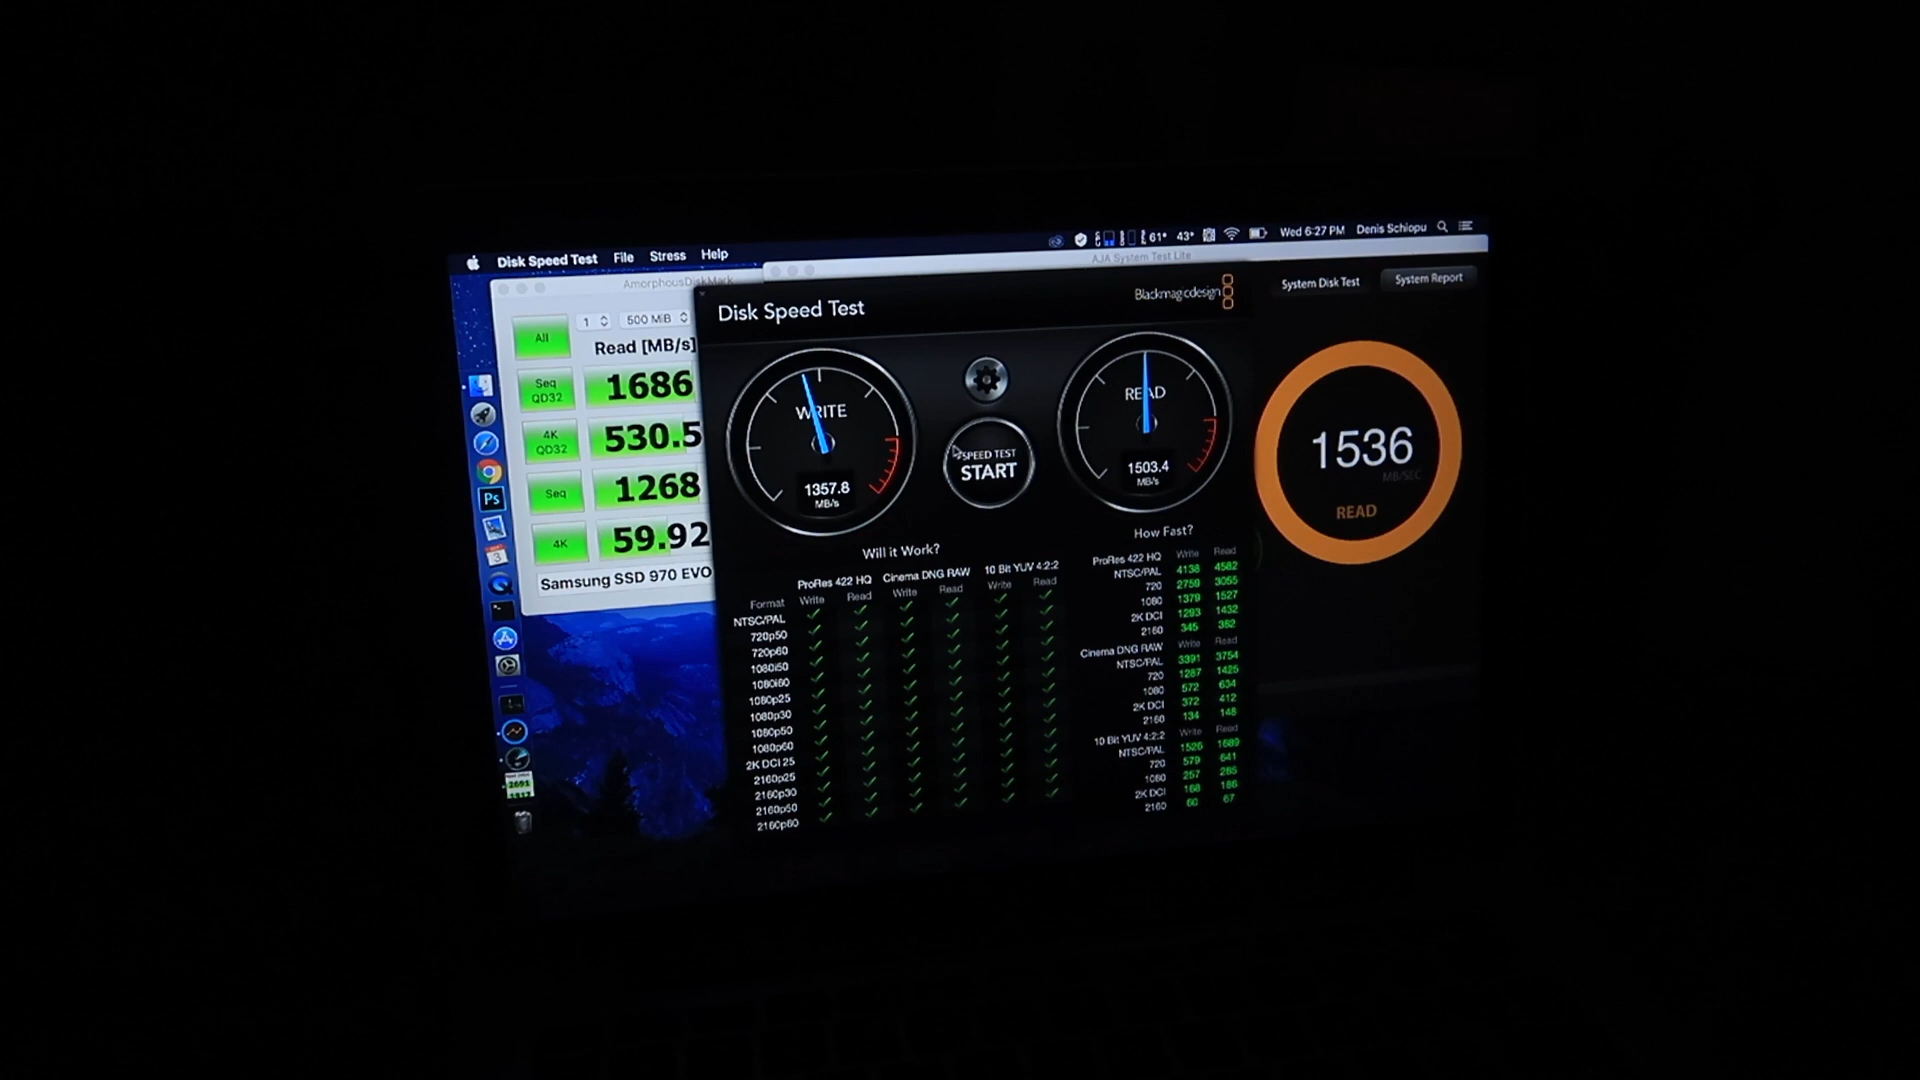 Disk Speed Test File Stress Help
61° 43° Wed 6:27 PM Denis Schiopu
AmorphousDiskMark
AJA System Test Lite
All
1
500 MiB
Read [MB/s]
Seq QD32
1686
4K QD32
530.5
Seq
1268
4K
59.92
Samsung SSD 970 EVO
Ps
3
Disk Speed Test
Blackmagicdesign
WRITE
1357.8
MB/s
SPEED TEST
START
READ
1503.4
MB/s
Will it Work?
ProRes 422 HQ Cinema DNG RAW 10 Bit YUV 4:2:2
Format Write Read Write Read Write Read
NTSC/PAL
720p50
720p60
1080i50
1080i60
1080p25
1080p30
1080p50
1080p60
2K DCI 25
2160p25
2160p30
2160p50
2160p60
How Fast?
ProRes 422 HQ Write Read
NTSC/PAL 4138 4582
720 2759 3055
1080 1379 1527
2K DCI 1293 1432
2160 345 382
Cinema DNG RAW Write Read
NTSC/PAL 3391 3754
720 1287 1425
1080 572 634
2K DCI 372 412
2160 134 148
10 Bit YUV 4:2:2 Write Read
NTSC/PAL 1526 1689
720 579 641
1080 257 285
2K DCI 168 186
2160 60 67
System Disk Test
System Report
1536
MB/SEC
READ